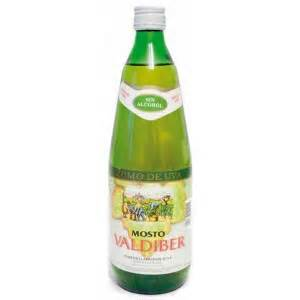 SIN
ALCOHOL
ZUMO DE UVA
MOSTO
VALDIBER